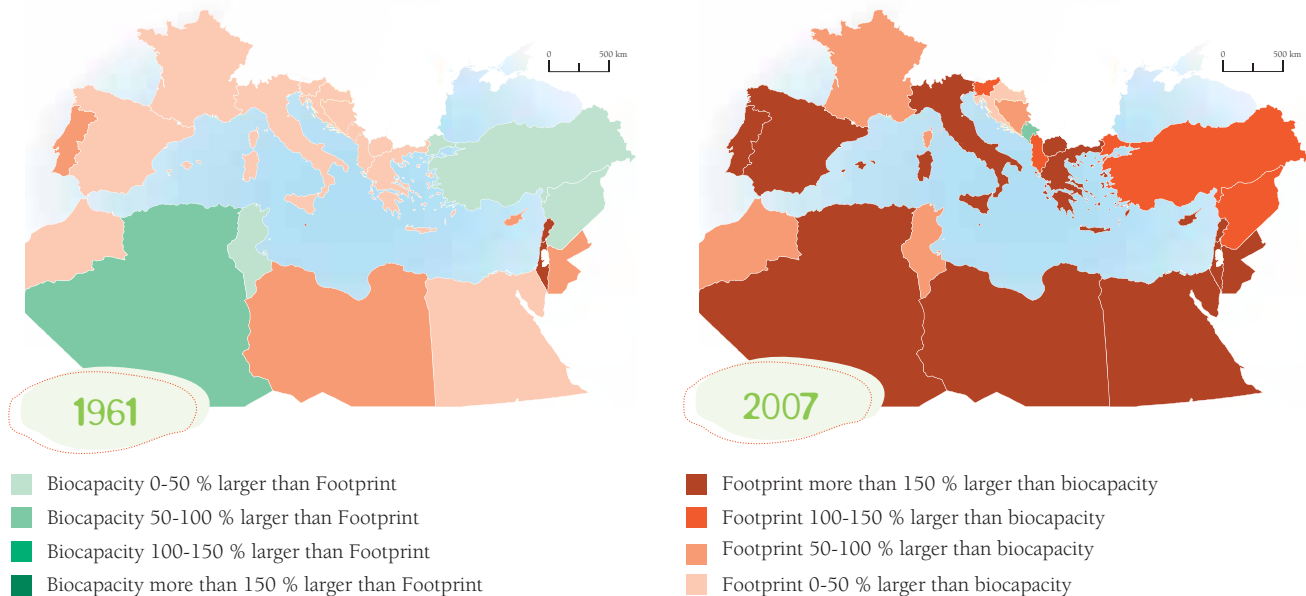 0 500 km
0 500 km
1961
2007
Biocapacity 0-50 % larger than Footprint
Biocapacity 50-100 % larger than Footprint
Biocapacity 100-150 % larger than Footprint
Biocapacity more than 150 % larger than Footprint
Footprint more than 150 % larger than biocapacity
Footprint 100-150 % larger than biocapacity
Footprint 50-100 % larger than biocapacity
Footprint 0-50 % larger than biocapacity